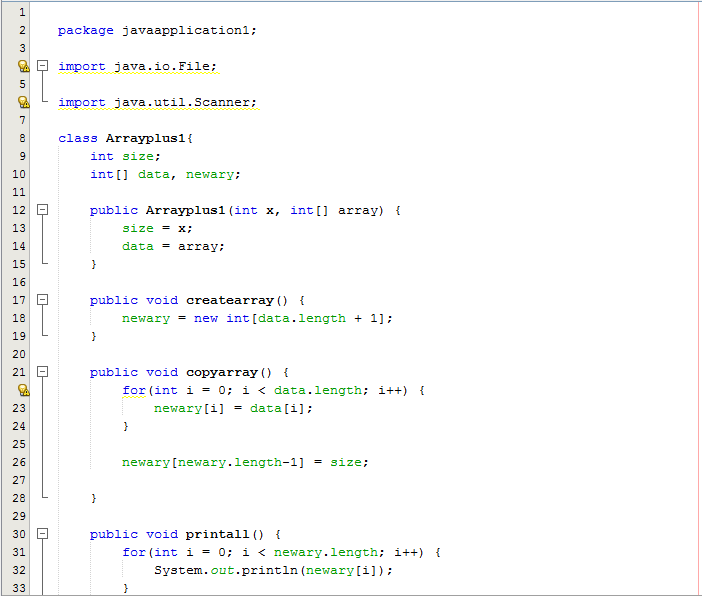 1
2 package javaapplication1;
3
import java.io.File;
5
import java.util.Scanner;
7
8 class Arrayplus1{
9 int size;
10 int[] data, newary;
11
12 public Arrayplus1(int x, int[] array) {
13 size = x;
14 data = array;
15 }
16
17 public void createarray() {
18 newary = new int[data.length + 1];
19 }
20
21 public void copyarray() {
for(int i = 0; i < data.length; i++) {
23 newary[i] = data[i];
24 }
25
26 newary[newary.length-1] = size;
27
28 }
29
30 public void printall() {
31 for(int i = 0; i < newary.length; i++) {
32 System.out.println(newary[i]);
33 }